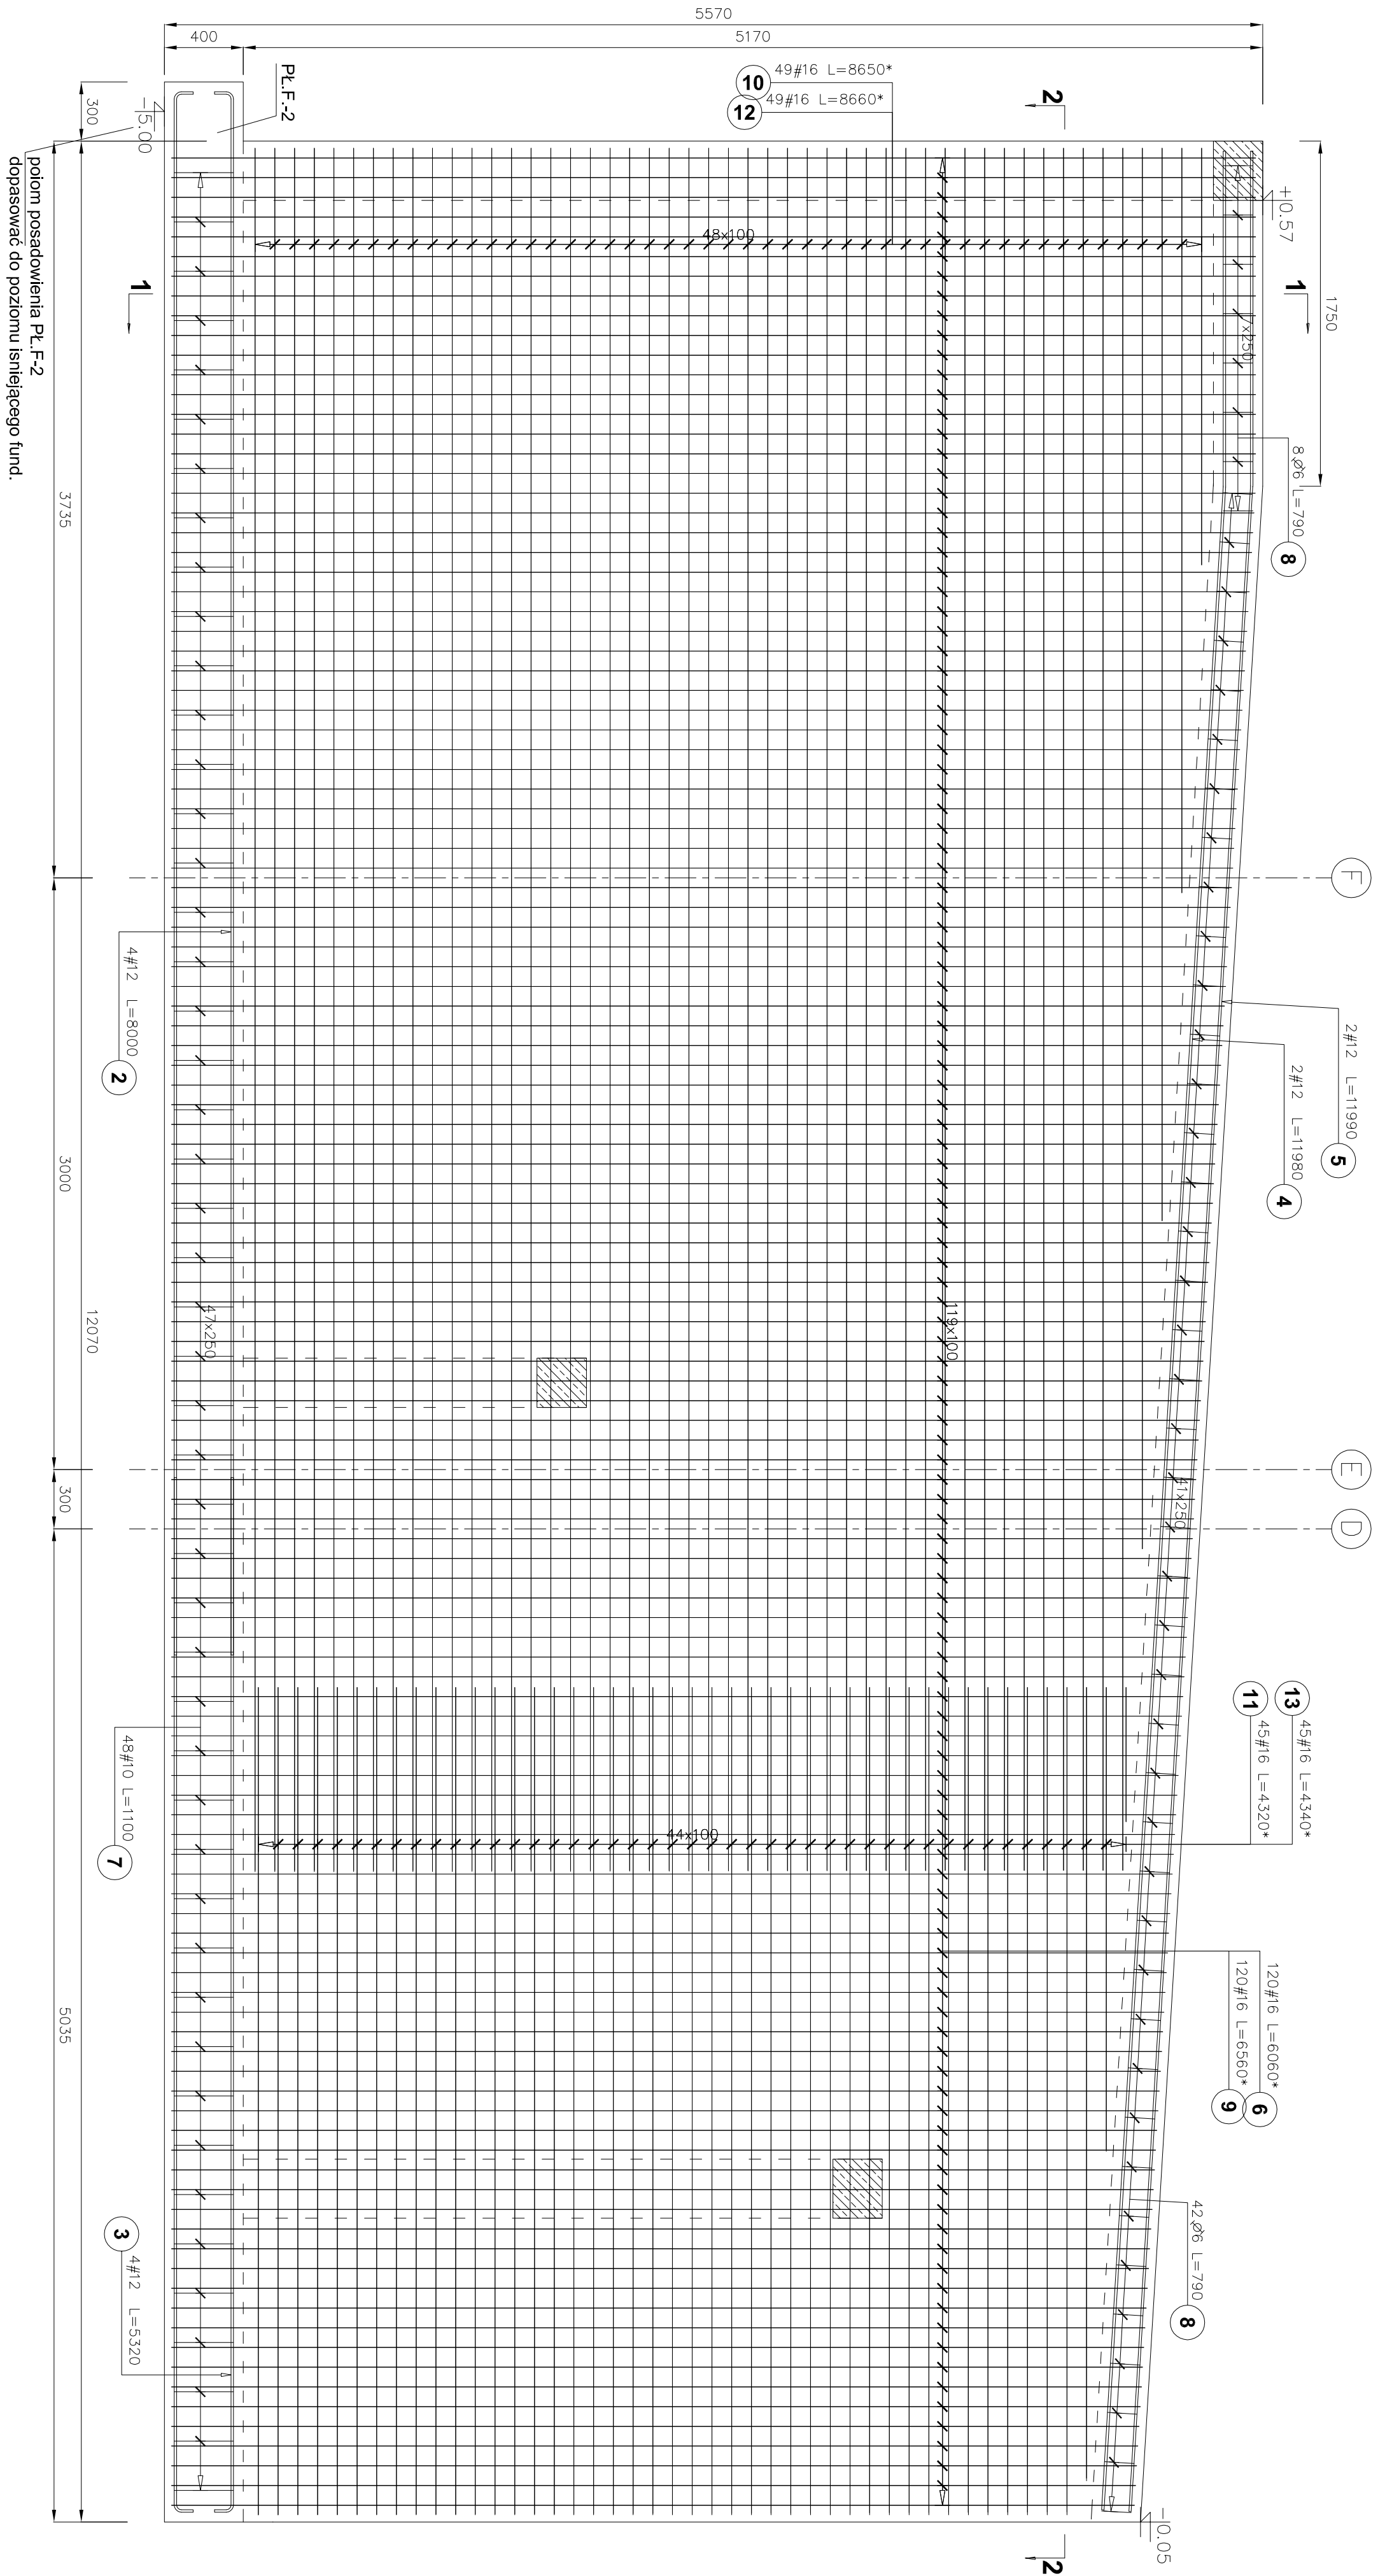 5570
400
5170
300
PŁ.F.-2
-5.00
poiom posadowienia PŁ.F-2
dopasować do poziomu isniejącego fund.
10
49#16 L=8650*
12
49#16 L=8660*
2
48x100
+0.57
1750
1
1
7x250
8Ø6 L=790
8
3735
F
4#12 L=8000
2
2#12 L=11990
5
2#12 L=11980
4
3000
12070
47x250
119x100
E
300
D
41x250
13
45#16 L=4340*
11
45#16 L=4320*
44x100
48#10 L=1100
7
120#16 L=6060*
6
120#16 L=6560*
9
5035
42Ø6 L=790
8
3
4#12 L=5320
-0.05
2